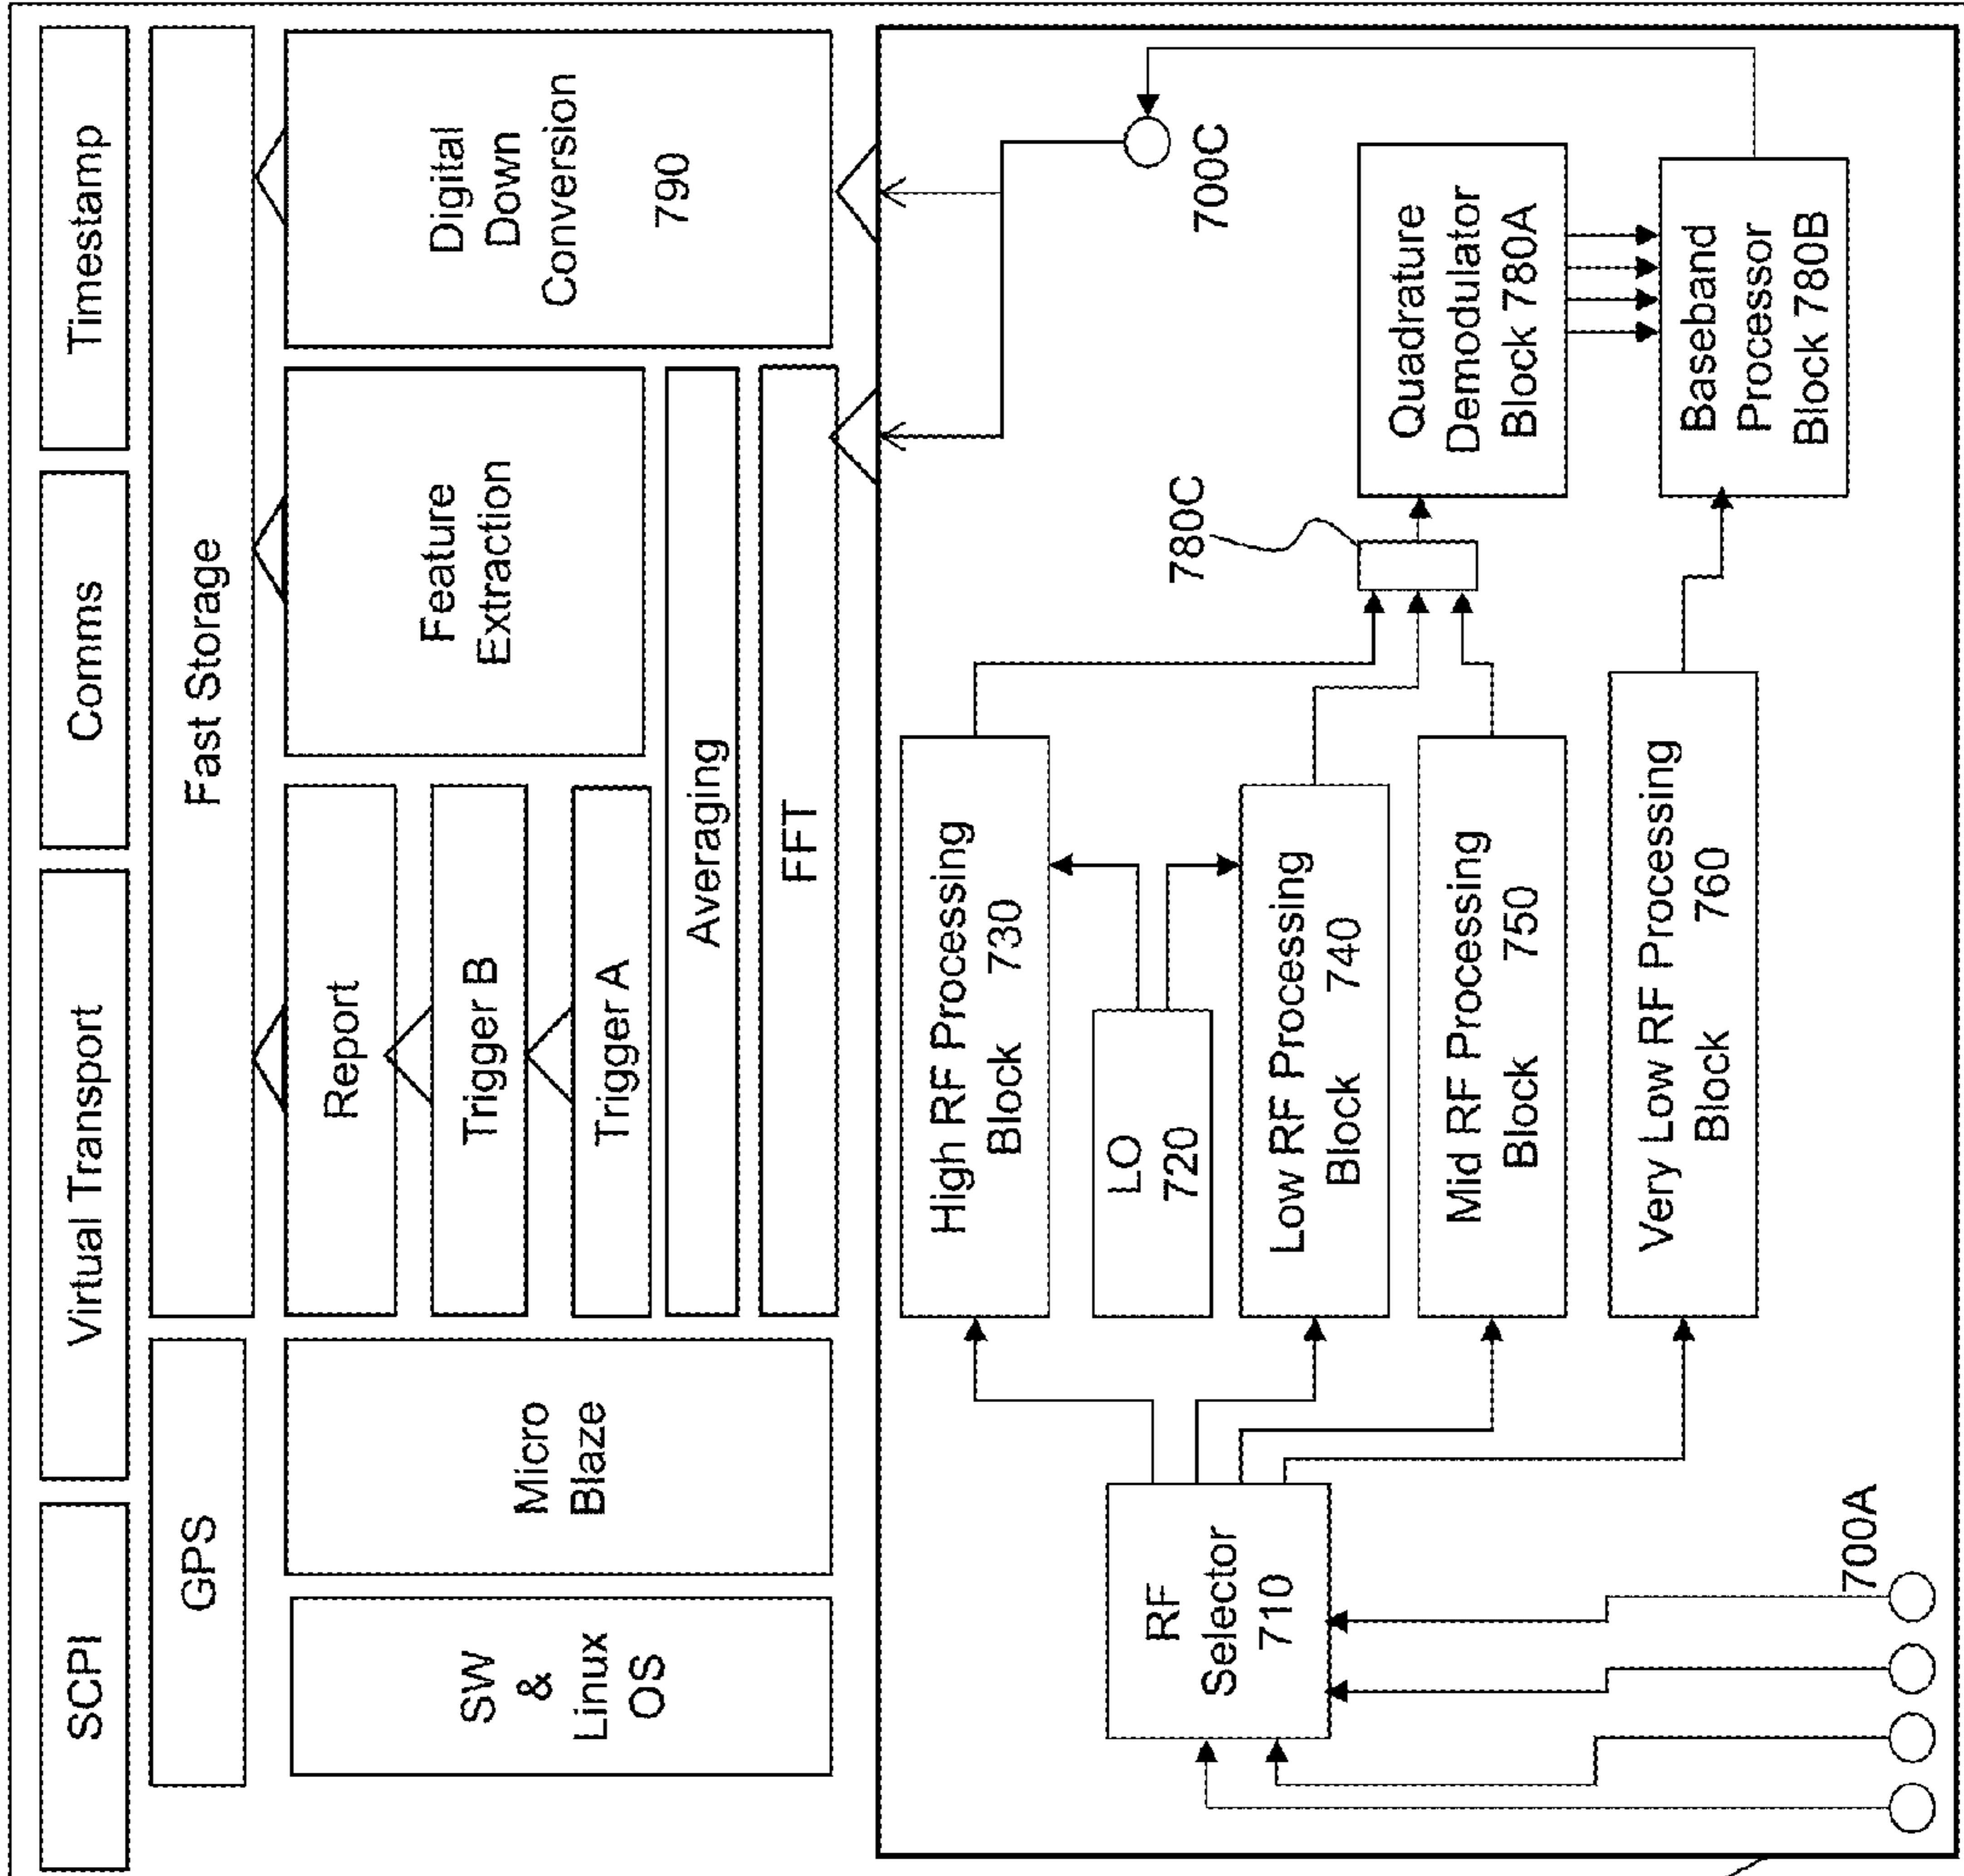 SCPI
Virtual Transport
Comms
Timestamp
GPS
Fast Storage
SW
&
Linux
OS
Micro
Blaze
Report
Trigger B
Trigger A
Feature
Extraction
Averaging
FFT
Digital
Down
Conversion
790
RF
Selector
710
High RF Processing
Block 730
LO
720
Low RF Processing
Block 740
Mid RF Processing
Block 750
Very Low RF Processing
Block 760
780C
700C
Quadrature
Demodulator
Block 780A
Baseband
Processor
Block 780B
700A